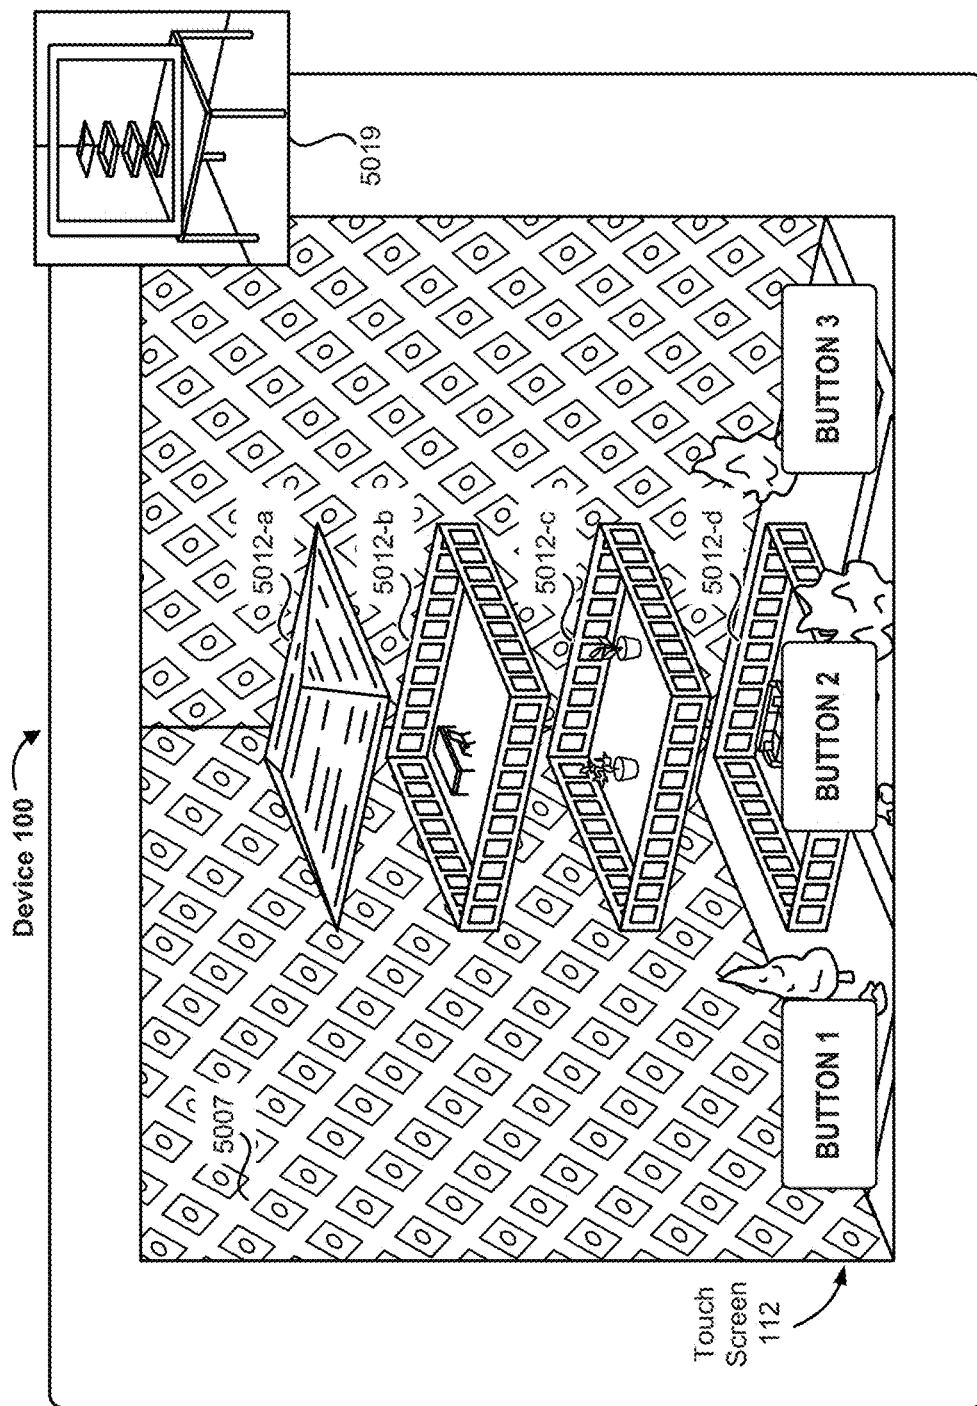 Device 100
5019
5012-a
5012-b
5012-c
5012-d
5007
BUTTON 1
BUTTON 2
BUTTON 3
Touch
Screen
112